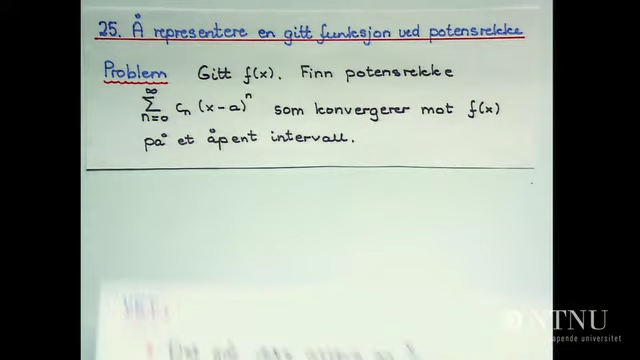 25. Å representere en gitt funksjon ved potensrekke
Problem Gitt f(x). Finn potensrekke
∞
∑ cₙ (x-a)ⁿ som konvergerer mot f(x)
n=0
på et åpent intervall.
NTNU
universitet